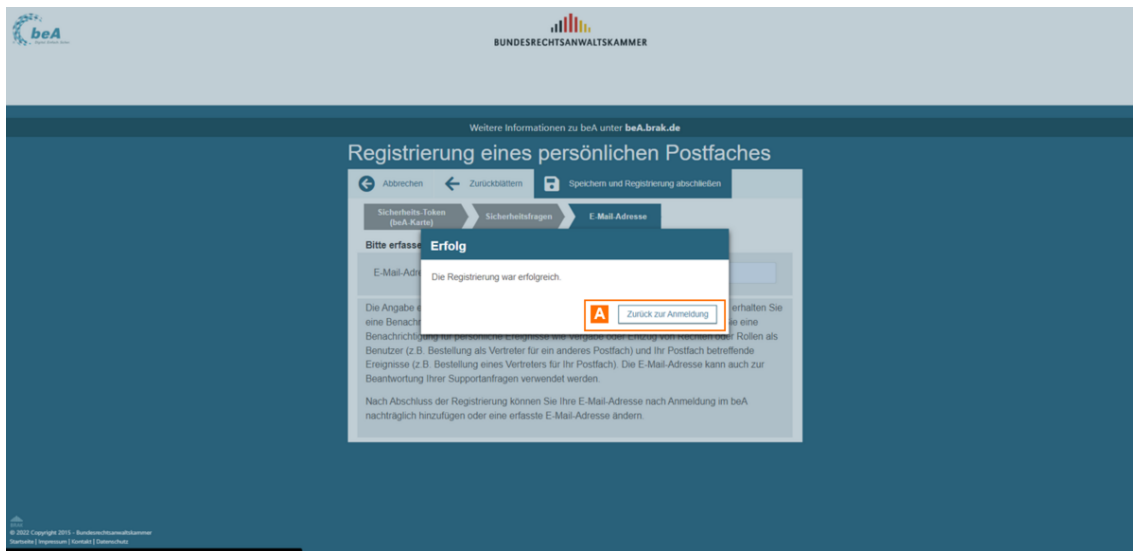 beA
BUNDESRECHTSANWALTSKAMMER
Weitere Informationen zu beA unter beA.brak.de
Registrierung eines persönlichen Postfaches
Abbrechen Zurückblättern Speichern und Registrierung abschließen
Sicherheits-Token
(beA-Karte) Sicherheitsfragen E-Mail-Adresse
Bitte erfasse
Erfolg
E-Mail-Adre
Die Registrierung war erfolgreich.
A Zurück zur Anmeldung
Die Angabe e erhalten Sie
eine Benachr Sie eine
Benachrichtigung für persönliche Ereignisse wie Vergabe oder Entzug von Rechten oder Rollen als
Benutzer (z.B. Bestellung als Vertreter für ein anderes Postfach) und Ihr Postfach betreffende
Ereignisse (z.B. Bestellung eines Vertreters für Ihr Postfach). Die E-Mail-Adresse kann auch zur
Beantwortung Ihrer Supportanfragen verwendet werden.
Nach Abschluss der Registrierung können Sie Ihre E-Mail-Adresse nach Anmeldung im beA
nachträglich hinzufügen oder eine erfasste E-Mail-Adresse ändern.
© 2022 Copyright 2015 - Bundesrechtsanwaltskammer
Startseite | Impressum | Kontakt | Datenschutz